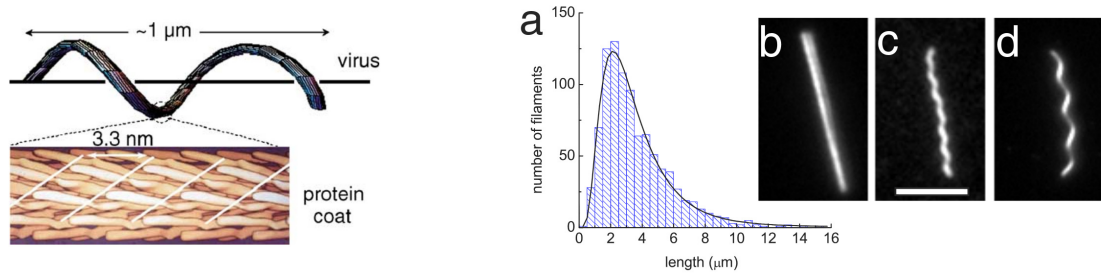 ~1 µm
virus
3.3 nm
protein
coat
a
150
100
50
0
number of filaments
0 2 4 6 8 10 12 14 16
length (µm)
b
c
d